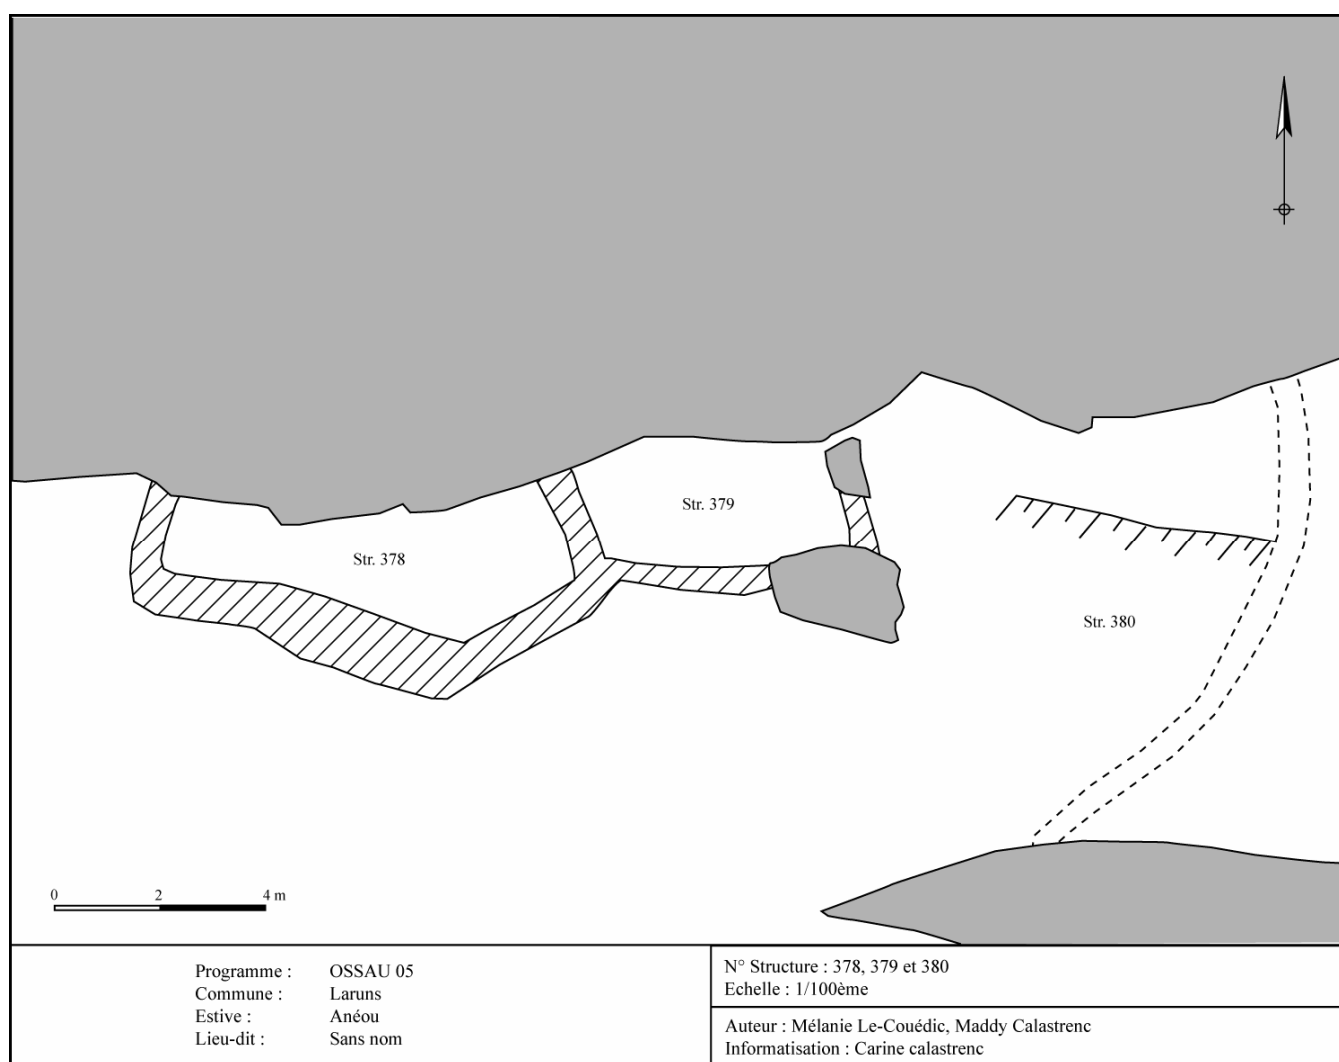 Str. 379
Str. 378
Str. 380
0 2 4 m
Programme : OSSAU 05
Commune : Laruns
Estive : Anéou
Lieu-dit : Sans nom
N° Structure : 378, 379 et 380
Echelle : 1/100ème
Auteur : Mélanie Le-Couédic, Maddy Calastrenc
Informatisation : Carine calastrenc